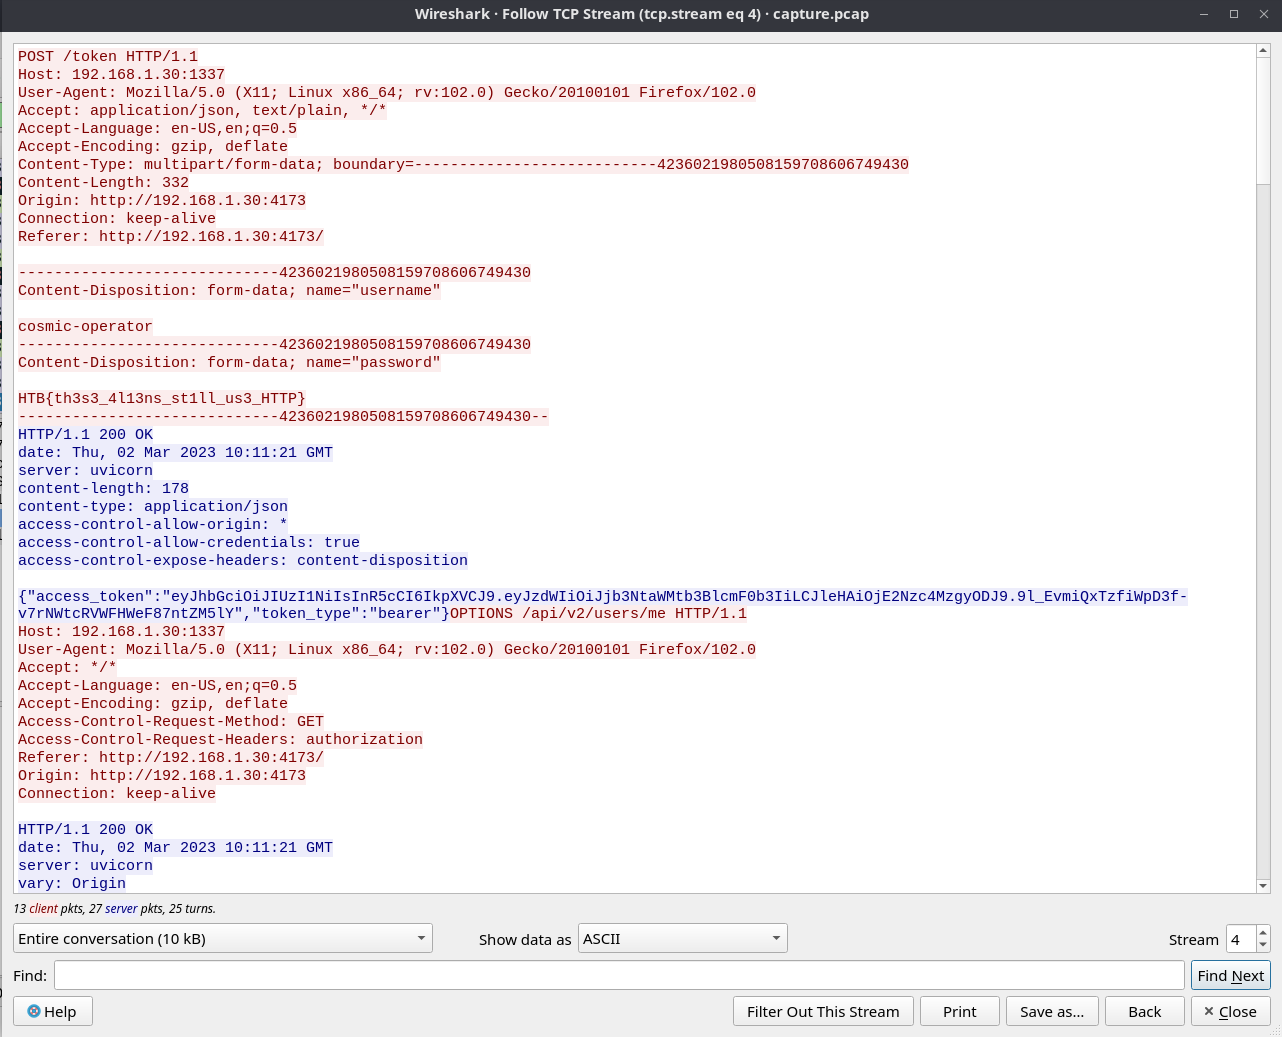 Wireshark · Follow TCP Stream (tcp.stream eq 4) · capture.pcap
POST /token HTTP/1.1
Host: 192.168.1.30:1337
User-Agent: Mozilla/5.0 (X11; Linux x86_64; rv:102.0) Gecko/20100101 Firefox/102.0
Accept: application/json, text/plain, */*
Accept-Language: en-US,en;q=0.5
Accept-Encoding: gzip, deflate
Content-Type: multipart/form-data; boundary=---------------------------4236021980508159708606749430
Content-Length: 332
Origin: http://192.168.1.30:4173
Connection: keep-alive
Referer: http://192.168.1.30:4173/
-----------------------------4236021980508159708606749430
Content-Disposition: form-data; name="username"
cosmic-operator
-----------------------------4236021980508159708606749430
Content-Disposition: form-data; name="password"
HTB{th3s3_4l13ns_st1ll_us3_HTTP}
-----------------------------4236021980508159708606749430--
HTTP/1.1 200 OK
date: Thu, 02 Mar 2023 10:11:21 GMT
server: uvicorn
content-length: 178
content-type: application/json
access-control-allow-origin: *
access-control-allow-credentials: true
access-control-expose-headers: content-disposition
{"access_token":"eyJhbGciOiJIUzI1NiIsInR5cCI6IkpXVCJ9.eyJzdWIiOiJjb3NtaWMtb3BlcmF0b3IiLCJleHAiOjE2Nzc4MzgyODJ9.9l_EvmiQxTzfiWpD3f-
v7rNWtcRVWFHWeF87ntZM5lY","token_type":"bearer"}OPTIONS /api/v2/users/me HTTP/1.1
Host: 192.168.1.30:1337
User-Agent: Mozilla/5.0 (X11; Linux x86_64; rv:102.0) Gecko/20100101 Firefox/102.0
Accept: */*
Accept-Language: en-US,en;q=0.5
Accept-Encoding: gzip, deflate
Access-Control-Request-Method: GET
Access-Control-Request-Headers: authorization
Referer: http://192.168.1.30:4173/
Origin: http://192.168.1.30:4173
Connection: keep-alive
HTTP/1.1 200 OK
date: Thu, 02 Mar 2023 10:11:21 GMT
server: uvicorn
vary: Origin
13 client pkts, 27 server pkts, 25 turns.
Entire conversation (10 kB) Show data as ASCII Stream 4
Find: Find Next
Help Filter Out This Stream Print Save as... Back Close